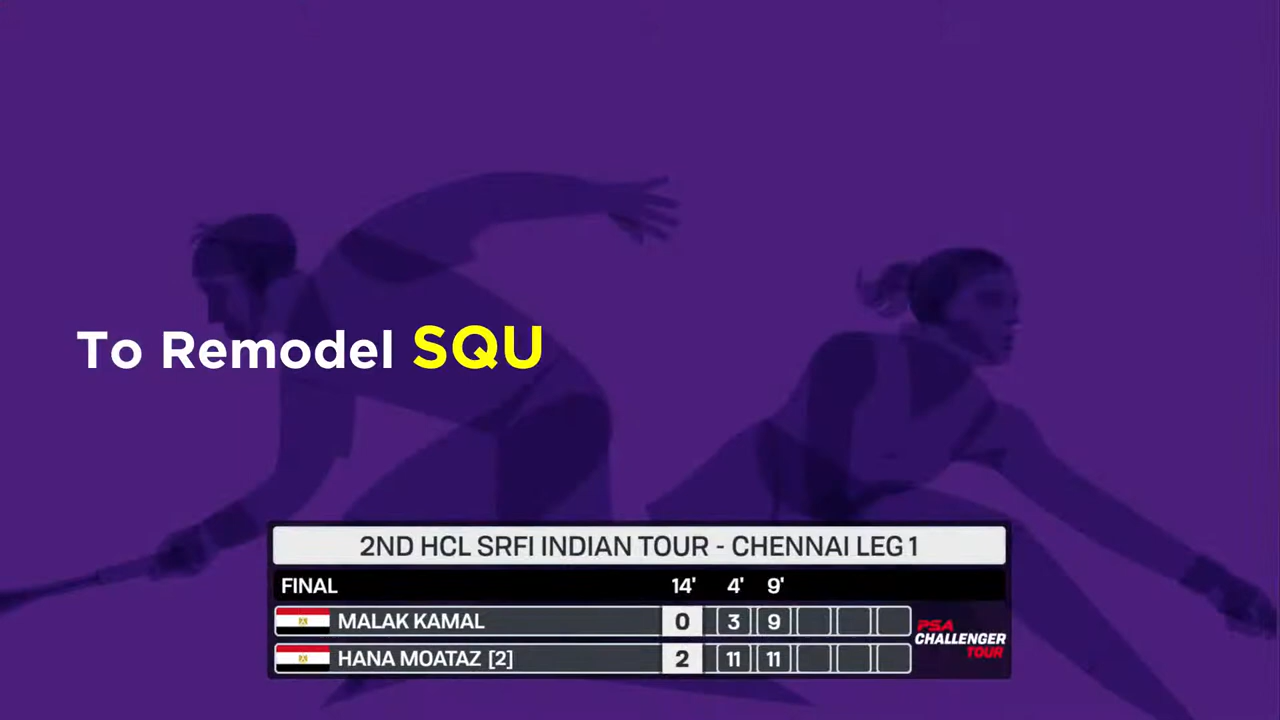 To Remodel SQU
2ND HCL SRFI INDIAN TOUR - CHENNAI LEG 1
FINAL 14' 4' 9'
MALAK KAMAL 0 3 9
HANA MOATAZ [2] 2 11 11
PSA
CHALLENGER
TOUR